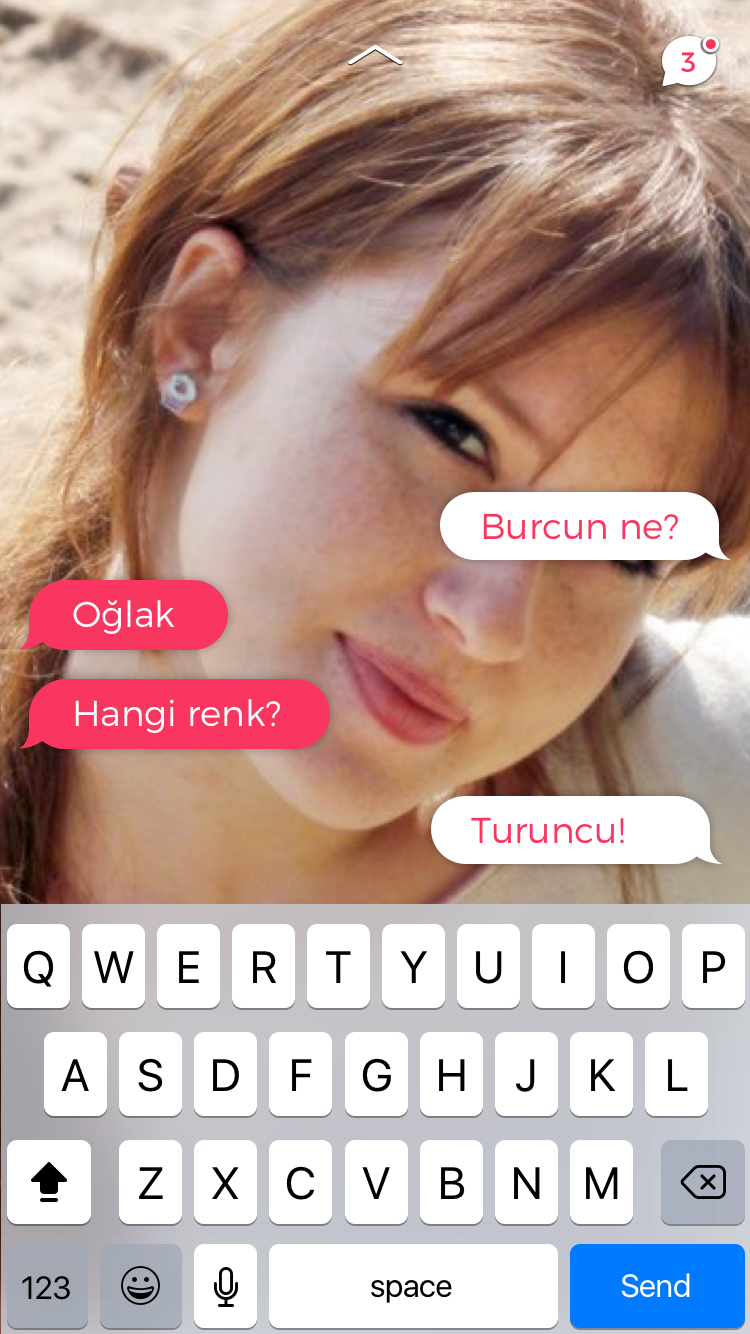 3
Burcun ne?
Oğlak
Hangi renk?
Turuncu!
Q W E R T Y U I O P
A S D F G H J K L
Z X C V B N M
123 space Send